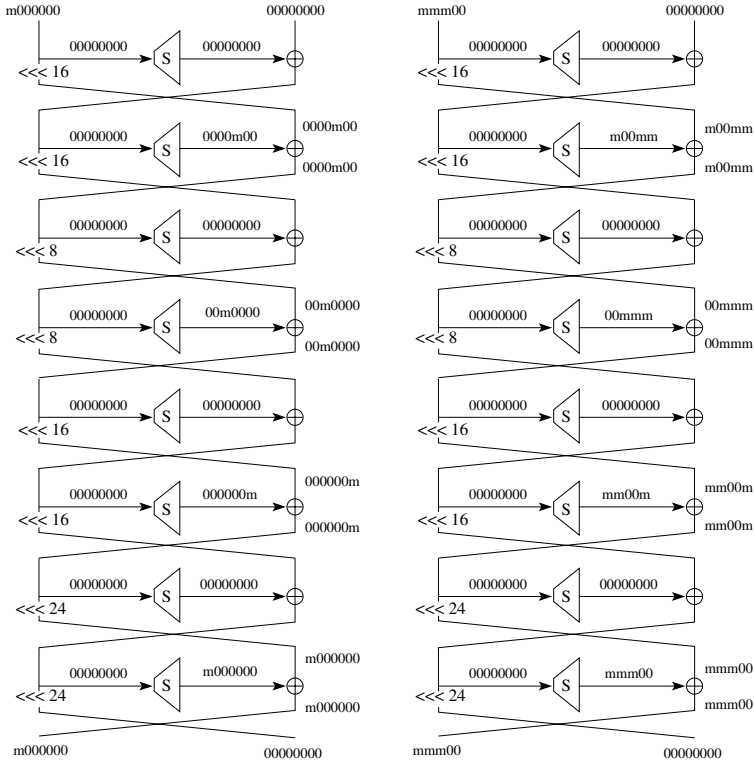 m000000 00000000 mmm00 00000000
00000000 S 00000000 00000000 S 00000000
<<< 16 <<< 16
0000m00 m00mm
00000000 S 0000m00 00000000 S m00mm
<<< 16 0000m00 <<< 16 m00mm
00000000 S 00000000 00000000 S 00000000
<<< 8 <<< 8
00m0000 00mmm
00000000 S 00m0000 00000000 S 00mmm
<<< 8 00m0000 <<< 8 00mmm
00000000 S 00000000 00000000 S 00000000
<<< 16 <<< 16
000000m mm00m
00000000 S 000000m 00000000 S mm00m
<<< 16 000000m <<< 16 mm00m
00000000 S 00000000 00000000 S 00000000
<<< 24 <<< 24
m000000 mmm00
00000000 S m000000 00000000 S mmm00
<<< 24 m000000 <<< 24 mmm00
m000000 00000000 mmm00 00000000